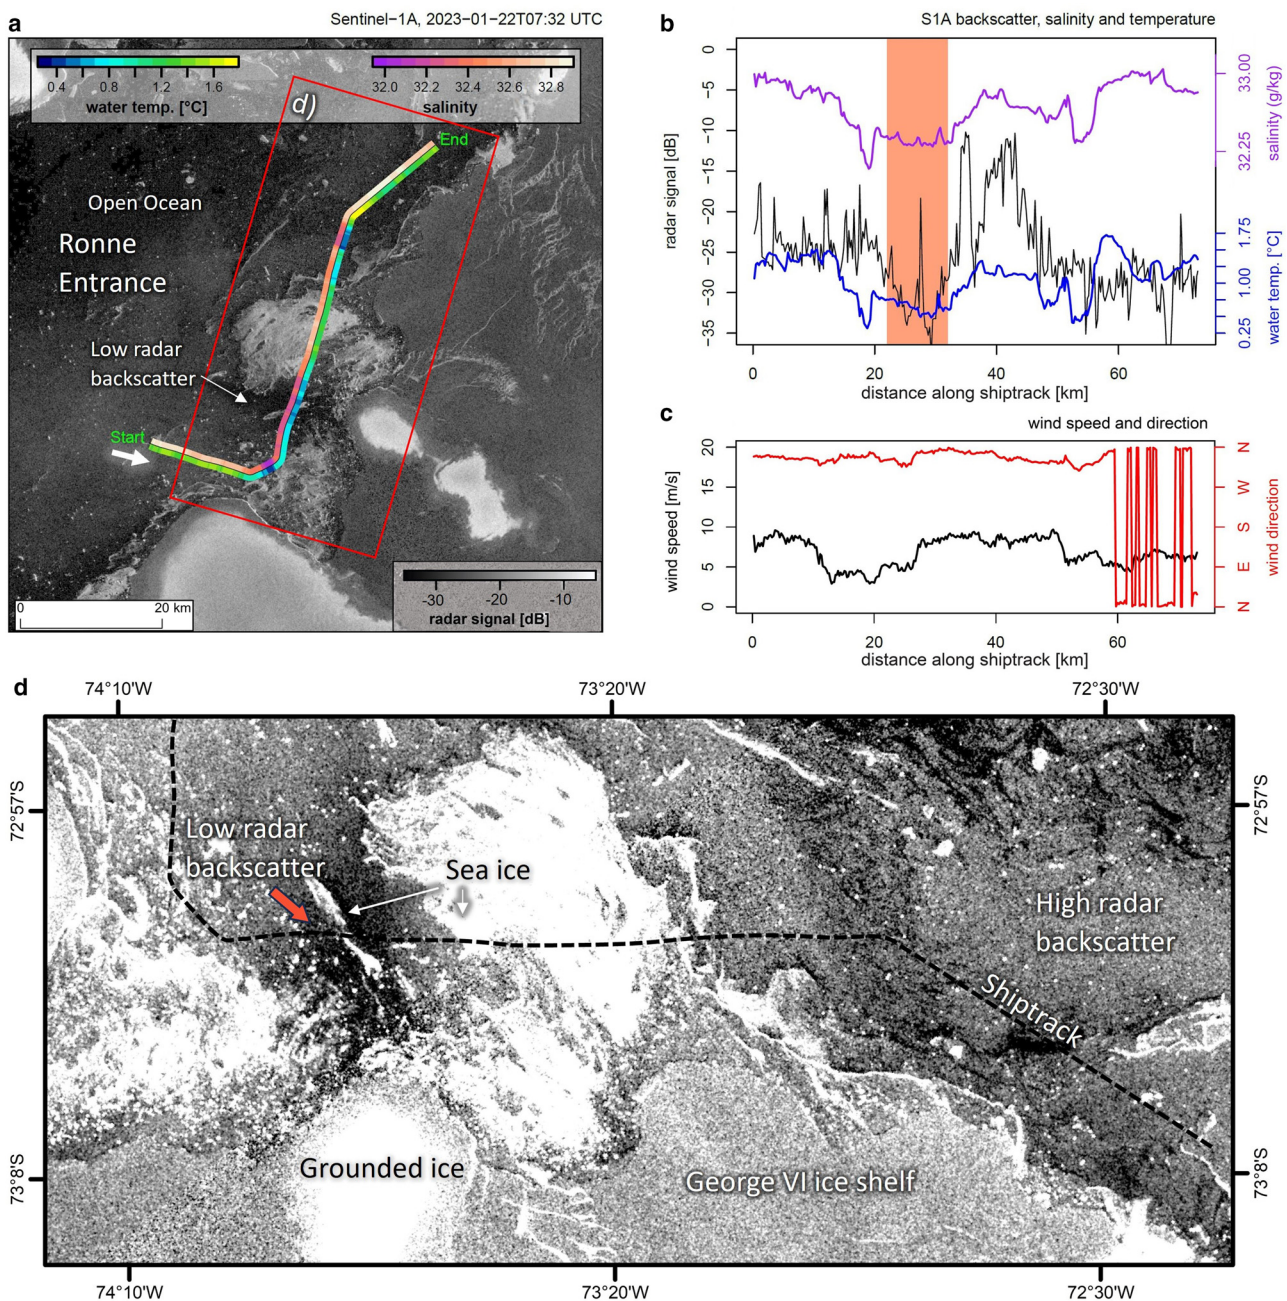 a
Sentinel−1A, 2023−01−22T07:32 UTC
0.4 0.8 1.2 1.6
water temp. [°C]
32.0 32.2 32.4 32.6 32.8
salinity
d)
End
Open Ocean
Ronne
Entrance
Low radar
backscatter
Start
0 20 km
-30 -20 -10
radar signal [dB]
b
S1A backscatter, salinity and temperature
0
−5
−10
−15
−20
−25
−30
−35
radar signal [dB]
33.00
32.25
salinity (g/kg)
1.75
1.00
0.25
water temp. [°C]
0 20 40 60
distance along shiptrack [km]
c
wind speed and direction
20
15
10
5
0
wind speed [m/s]
N
W
S
E
N
wind direction
0 20 40 60
distance along shiptrack [km]
d
74°10'W 73°20'W 72°30'W
72°57'S
72°57'S
Low radar
backscatter
Sea ice
High radar
backscatter
Shiptrack
Grounded ice
George VI ice shelf
73°8'S
73°8'S
74°10'W 73°20'W 72°30'W